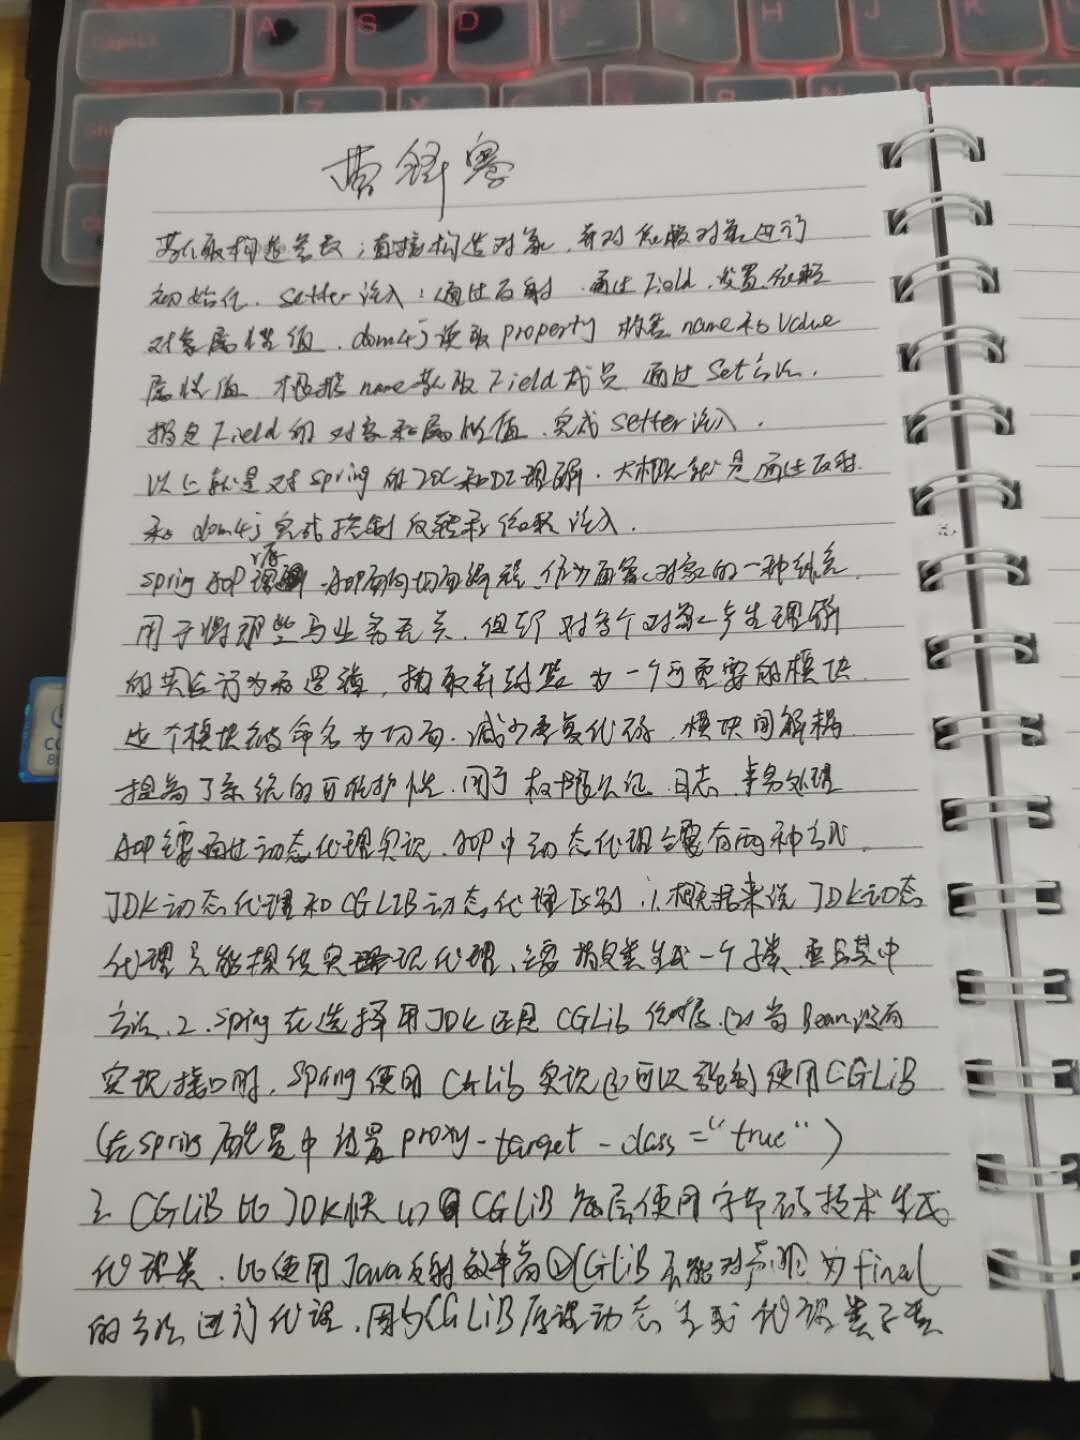 A S D F G H J K
获取构造参数;直接构造对象,并对依赖对象进行
初始化. setter注入:通过反射.通过Field.设置依赖
对象属性值.dom4j读取property 标签name和value
属性值 根据name获取Field成员 通过Set方法.
指定Field的对象和属性值.完成setter注入.
以上就是对spring的IOC和DI理解.大概就是通过反射
和dom4j完成控制反转和依赖注入.
Spring AOP 原理 AOP面向切面编程.作为面象对象的一种补充
用于将那些与业务无关.但却对多个对象产生理解
的共公行为和逻辑,抽取并封装为一个可重要的模块
这个模块被命名为切面.减少重复代码.模块间解耦
提高了系统的可维护性.用于权限认证 日志 事务处理
AOP主要通过动态代理实现.AOP中动态代理主要有两种方式.
JDK动态代理和CGLIB动态代理区别 1.概据来说 JDK动态
代理只能提供实现代理、主要指定类生成一个子类.重写其中
方法.2.Spring在选择用JDK还是CGLib依据 当Bean没有
实现接口时.Spring使用CGLib实现 可以强制使用CGLiB
(在Spring配置中设置proxy-target-class="true")
3.CGLiB比JDK快 (1) CGLiB底层使用字节码技术生成
代理类.比使用Java反射效率高②CGLiB不能对声明为final
的方法进行代理.因为CGLiB原理动态生成代理类子类